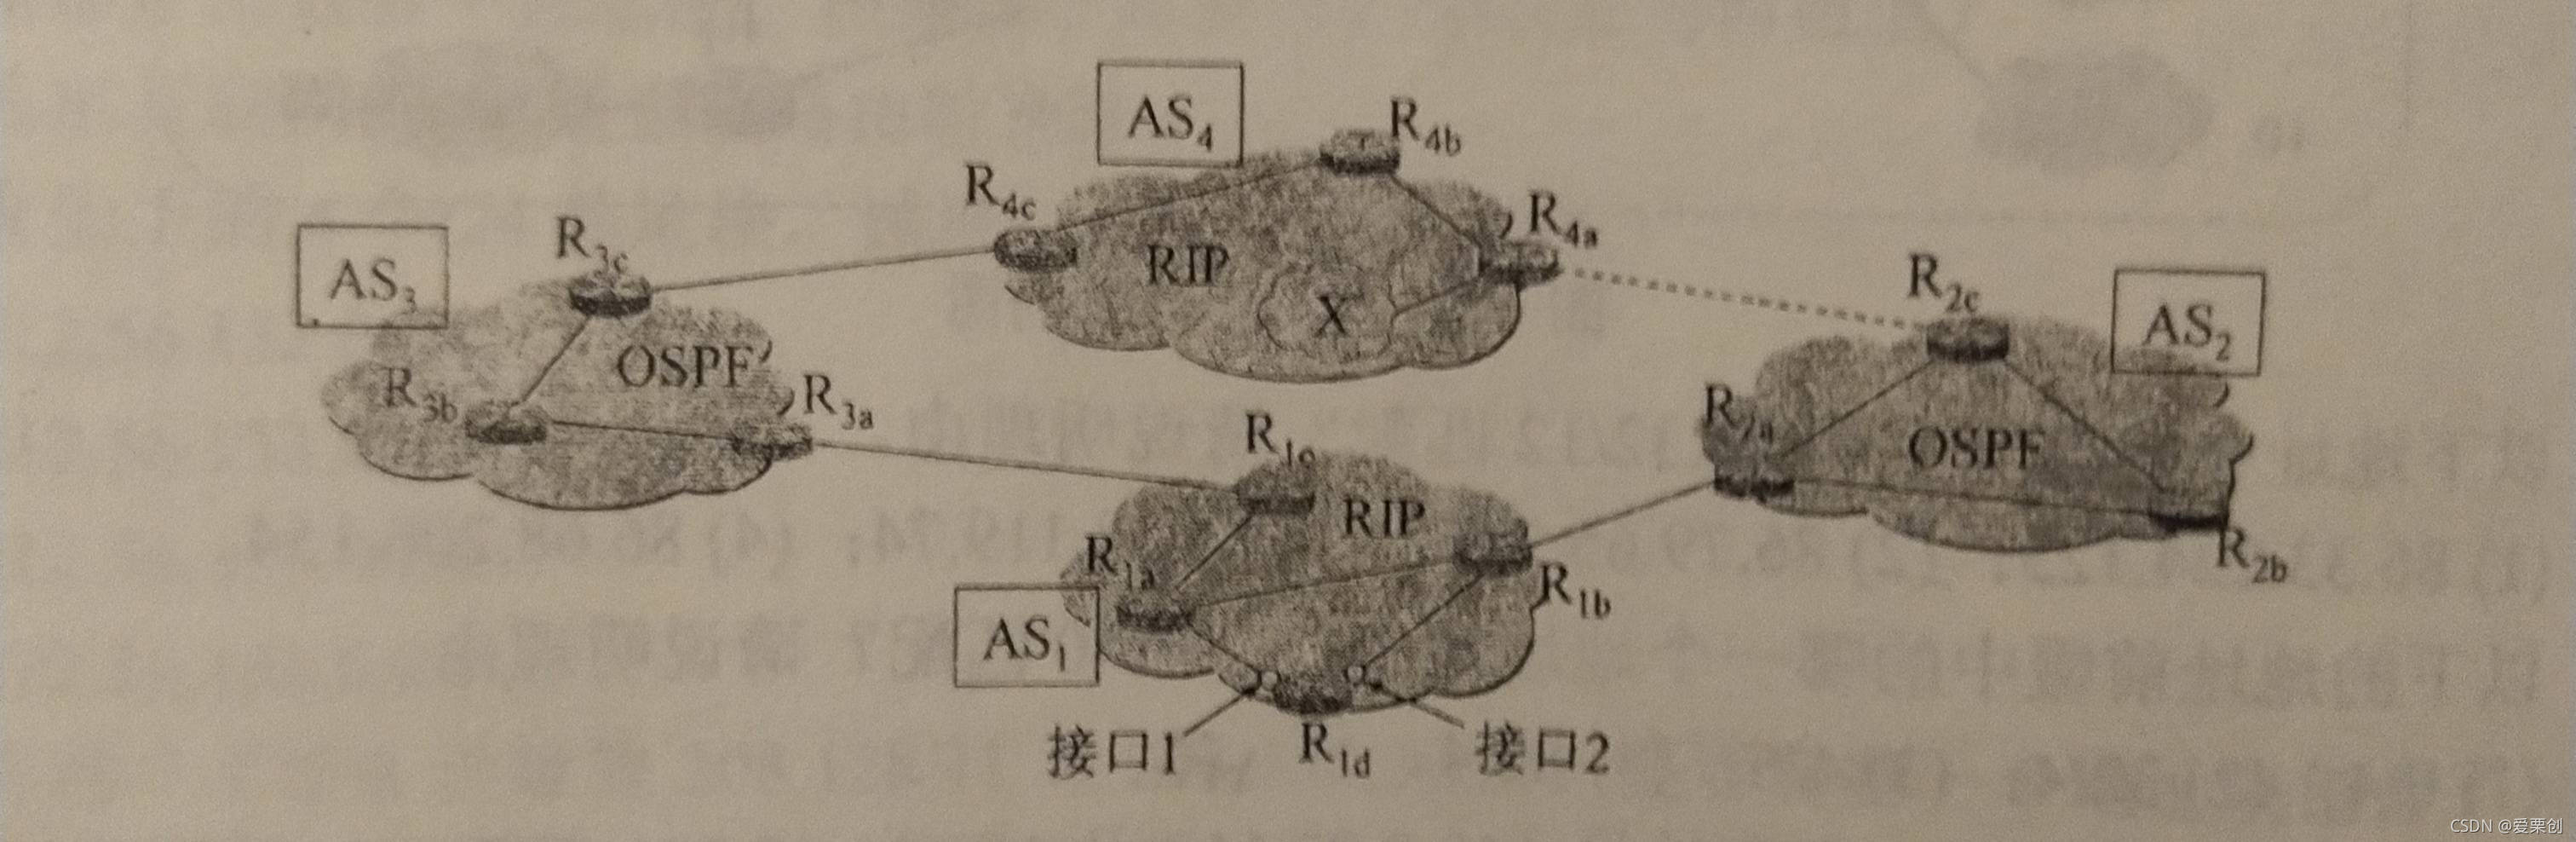 AS4
R4b
R4c
R4a
RIP
X
AS3
R3c
OSPF
R3b
R3a
R2c
AS2
R2a
OSPF
R2b
R1c
RIP
R1a
R1b
AS1
接口1
R1d
接口2
CSDN @爱栗创